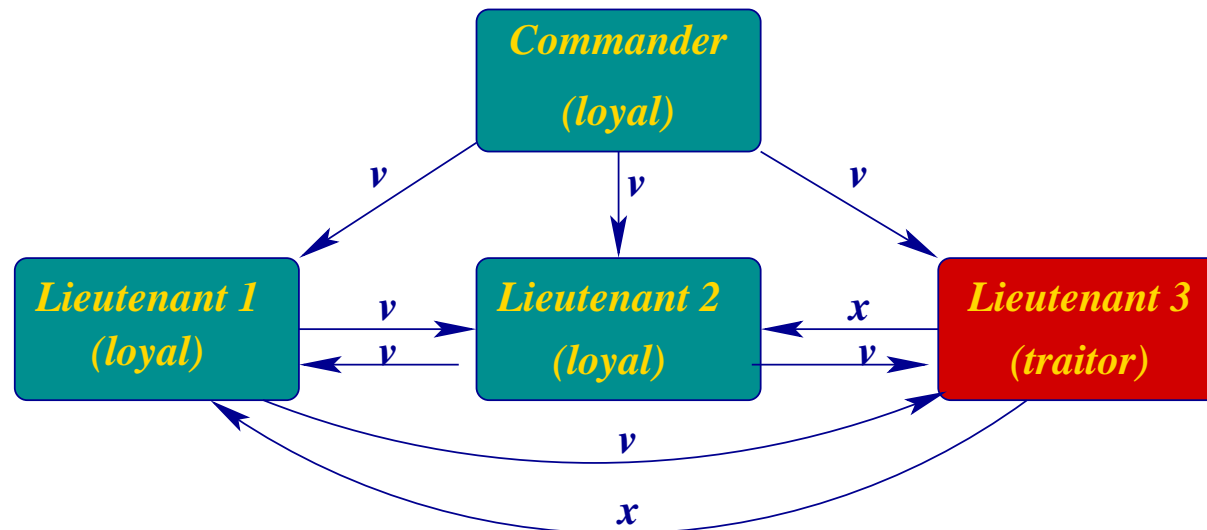 Commander
(loyal)
v
v
v
Lieutenant 1
(loyal)
v
v
Lieutenant 2
(loyal)
x
v
Lieutenant 3
(traitor)
v
x